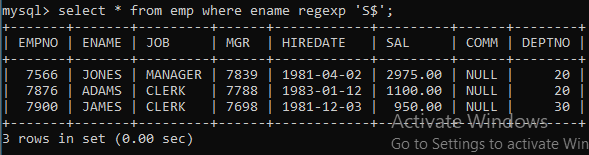 mysql> select * from emp where ename regexp 'S$';
+-------+-------+---------+------+------------+---------+------+--------+
| EMPNO | ENAME | JOB     | MGR  | HIREDATE   | SAL     | COMM | DEPTNO |
+-------+-------+---------+------+------------+---------+------+--------+
|  7566 | JONES | MANAGER | 7839 | 1981-04-02 | 2975.00 | NULL |     20 |
|  7876 | ADAMS | CLERK   | 7788 | 1983-01-12 | 1100.00 | NULL |     20 |
|  7900 | JAMES | CLERK   | 7698 | 1981-12-03 |  950.00 | NULL |     30 |
+-------+-------+---------+------+------------+---------+------+--------+
Activate Windows
3 rows in set (0.00 sec)
Go to Settings to activate Win